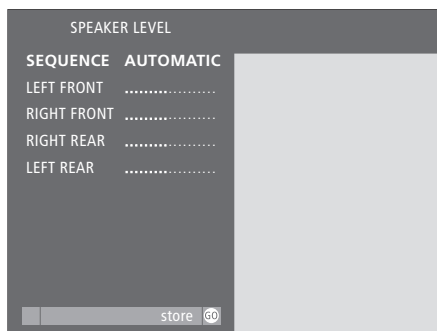 SPEAKER LEVEL
SEQUENCE AUTOMATIC
LEFT FRONT ...................
RIGHT FRONT ...................
RIGHT REAR ...................
LEFT REAR ...................
store GO